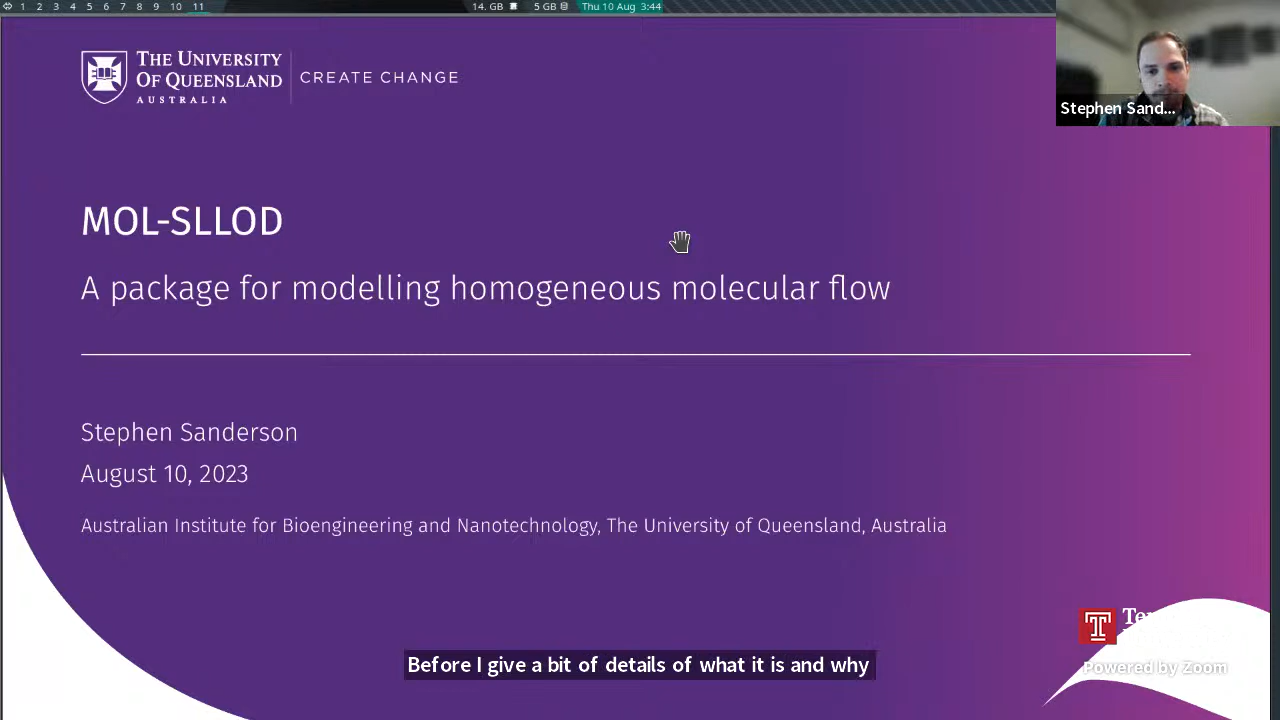 1 2 3 4 5 6 7 8 9 10 11
14. GB 5 GB Thu 10 Aug 3:44
THE UNIVERSITY
OF QUEENSLAND
AUSTRALIA
CREATE CHANGE
Stephen Sand...
MOL-SLLOD
A package for modelling homogeneous molecular flow
Stephen Sanderson
August 10, 2023
Australian Institute for Bioengineering and Nanotechnology, The University of Queensland, Australia
Before I give a bit of details of what it is and why
Powered by Zoom